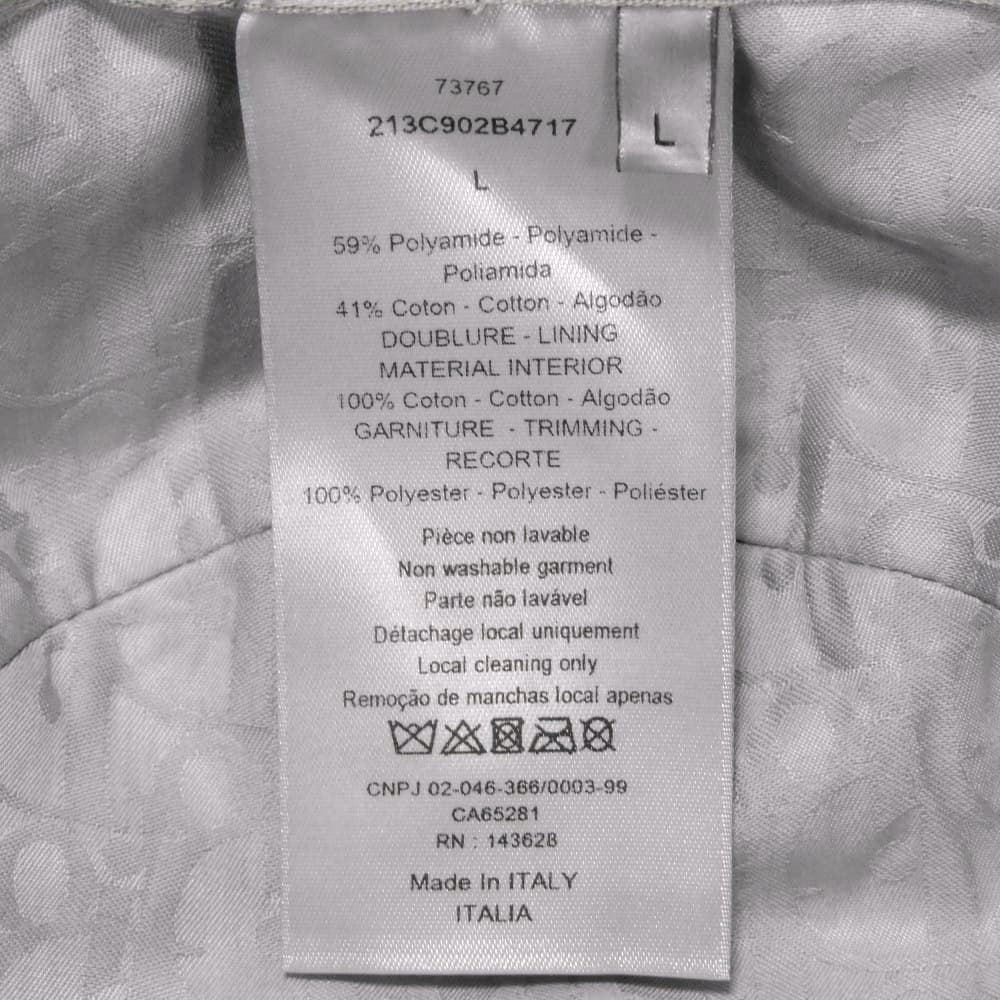 73767
213C902B4717
L
L
59% Polyamide - Polyamide -
Poliamida
41% Coton - Cotton - Algodão
DOUBLURE - LINING
MATERIAL INTERIOR
100% Coton - Cotton - Algodão
GARNITURE - TRIMMING -
RECORTE
100% Polyester - Polyester - Poliéster
Pièce non lavable
Non washable garment
Parte não lavável
Détachage local uniquement
Local cleaning only
Remoção de manchas local apenas
CNPJ 02-046-366/0003-99
CA65281
RN : 14362B
Made In ITALY
ITALIA